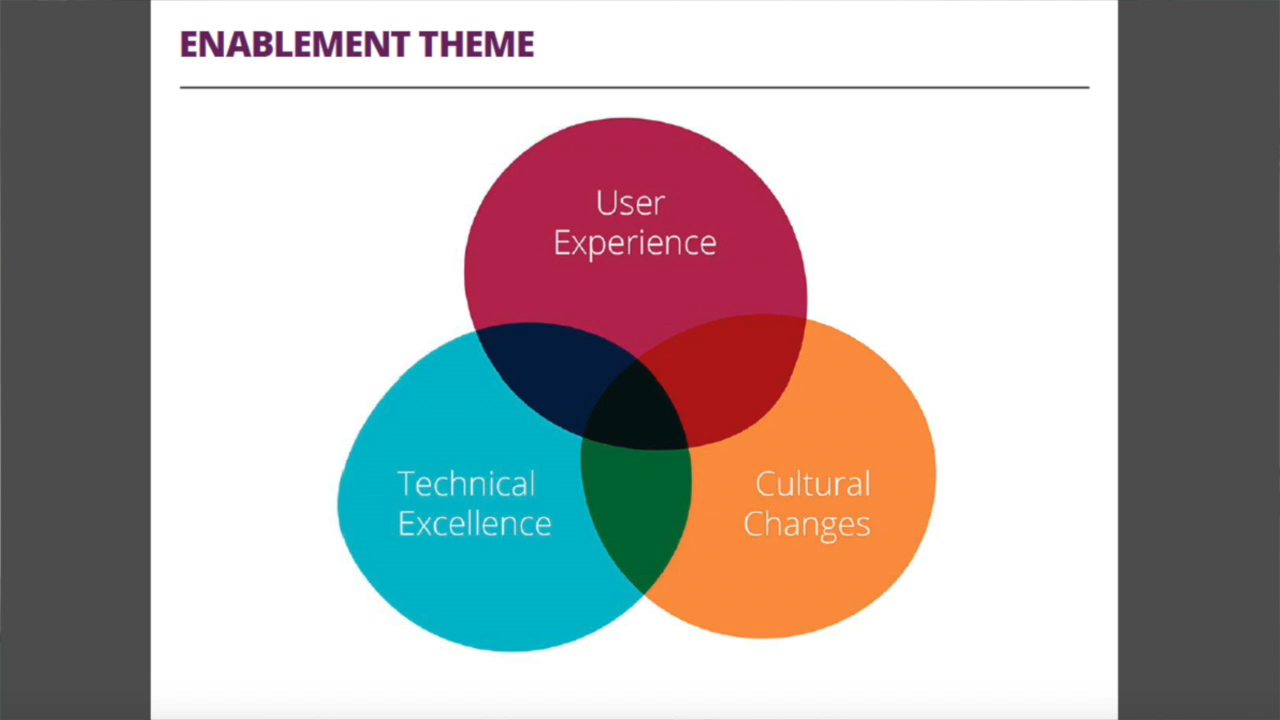 ENABLEMENT THEME
User
Experience
Technical
Excellence
Cultural
Changes